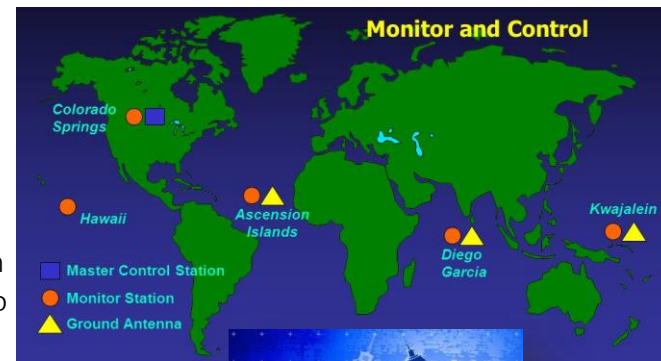 Monitor and Control
Colorado
Springs
Hawaii
Ascension
Islands
Diego
Garcia
Kwajalein
Master Control Station
Monitor Station
Ground Antenna